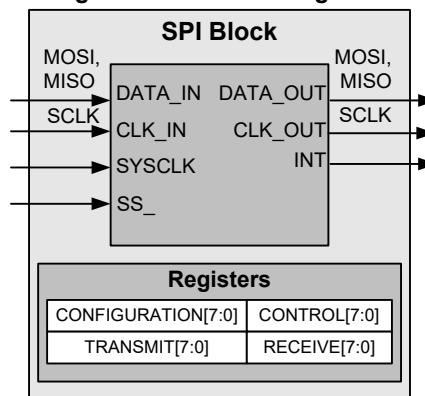 SPI Block
MOSI, MISO
MOSI, MISO
DATA_IN DATA_OUT
SCLK
SCLK
CLK_IN CLK_OUT
SYSCLK INT
SS_
Registers
CONFIGURATION[7:0] CONTROL[7:0]
TRANSMIT[7:0] RECEIVE[7:0]